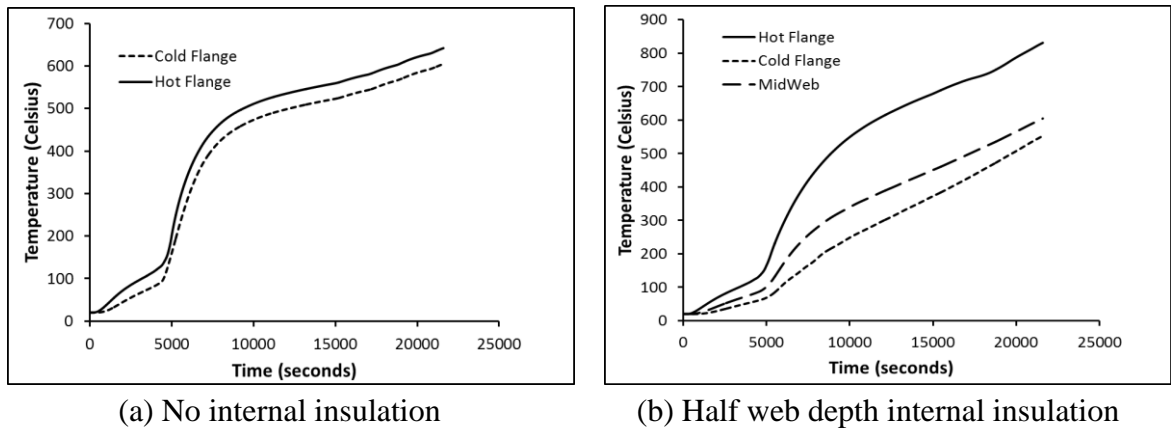 700
600
500
400
300
200
100
0
Temperature (Celsius)
Cold Flange
Hot Flange
0 5000 10000 15000 20000 25000
Time (seconds)
(a) No internal insulation
900
800
700
600
500
400
300
200
100
0
Temperature (Celsius)
Hot Flange
Cold Flange
MidWeb
0 5000 10000 15000 20000 25000
Time (seconds)
(b) Half web depth internal insulation